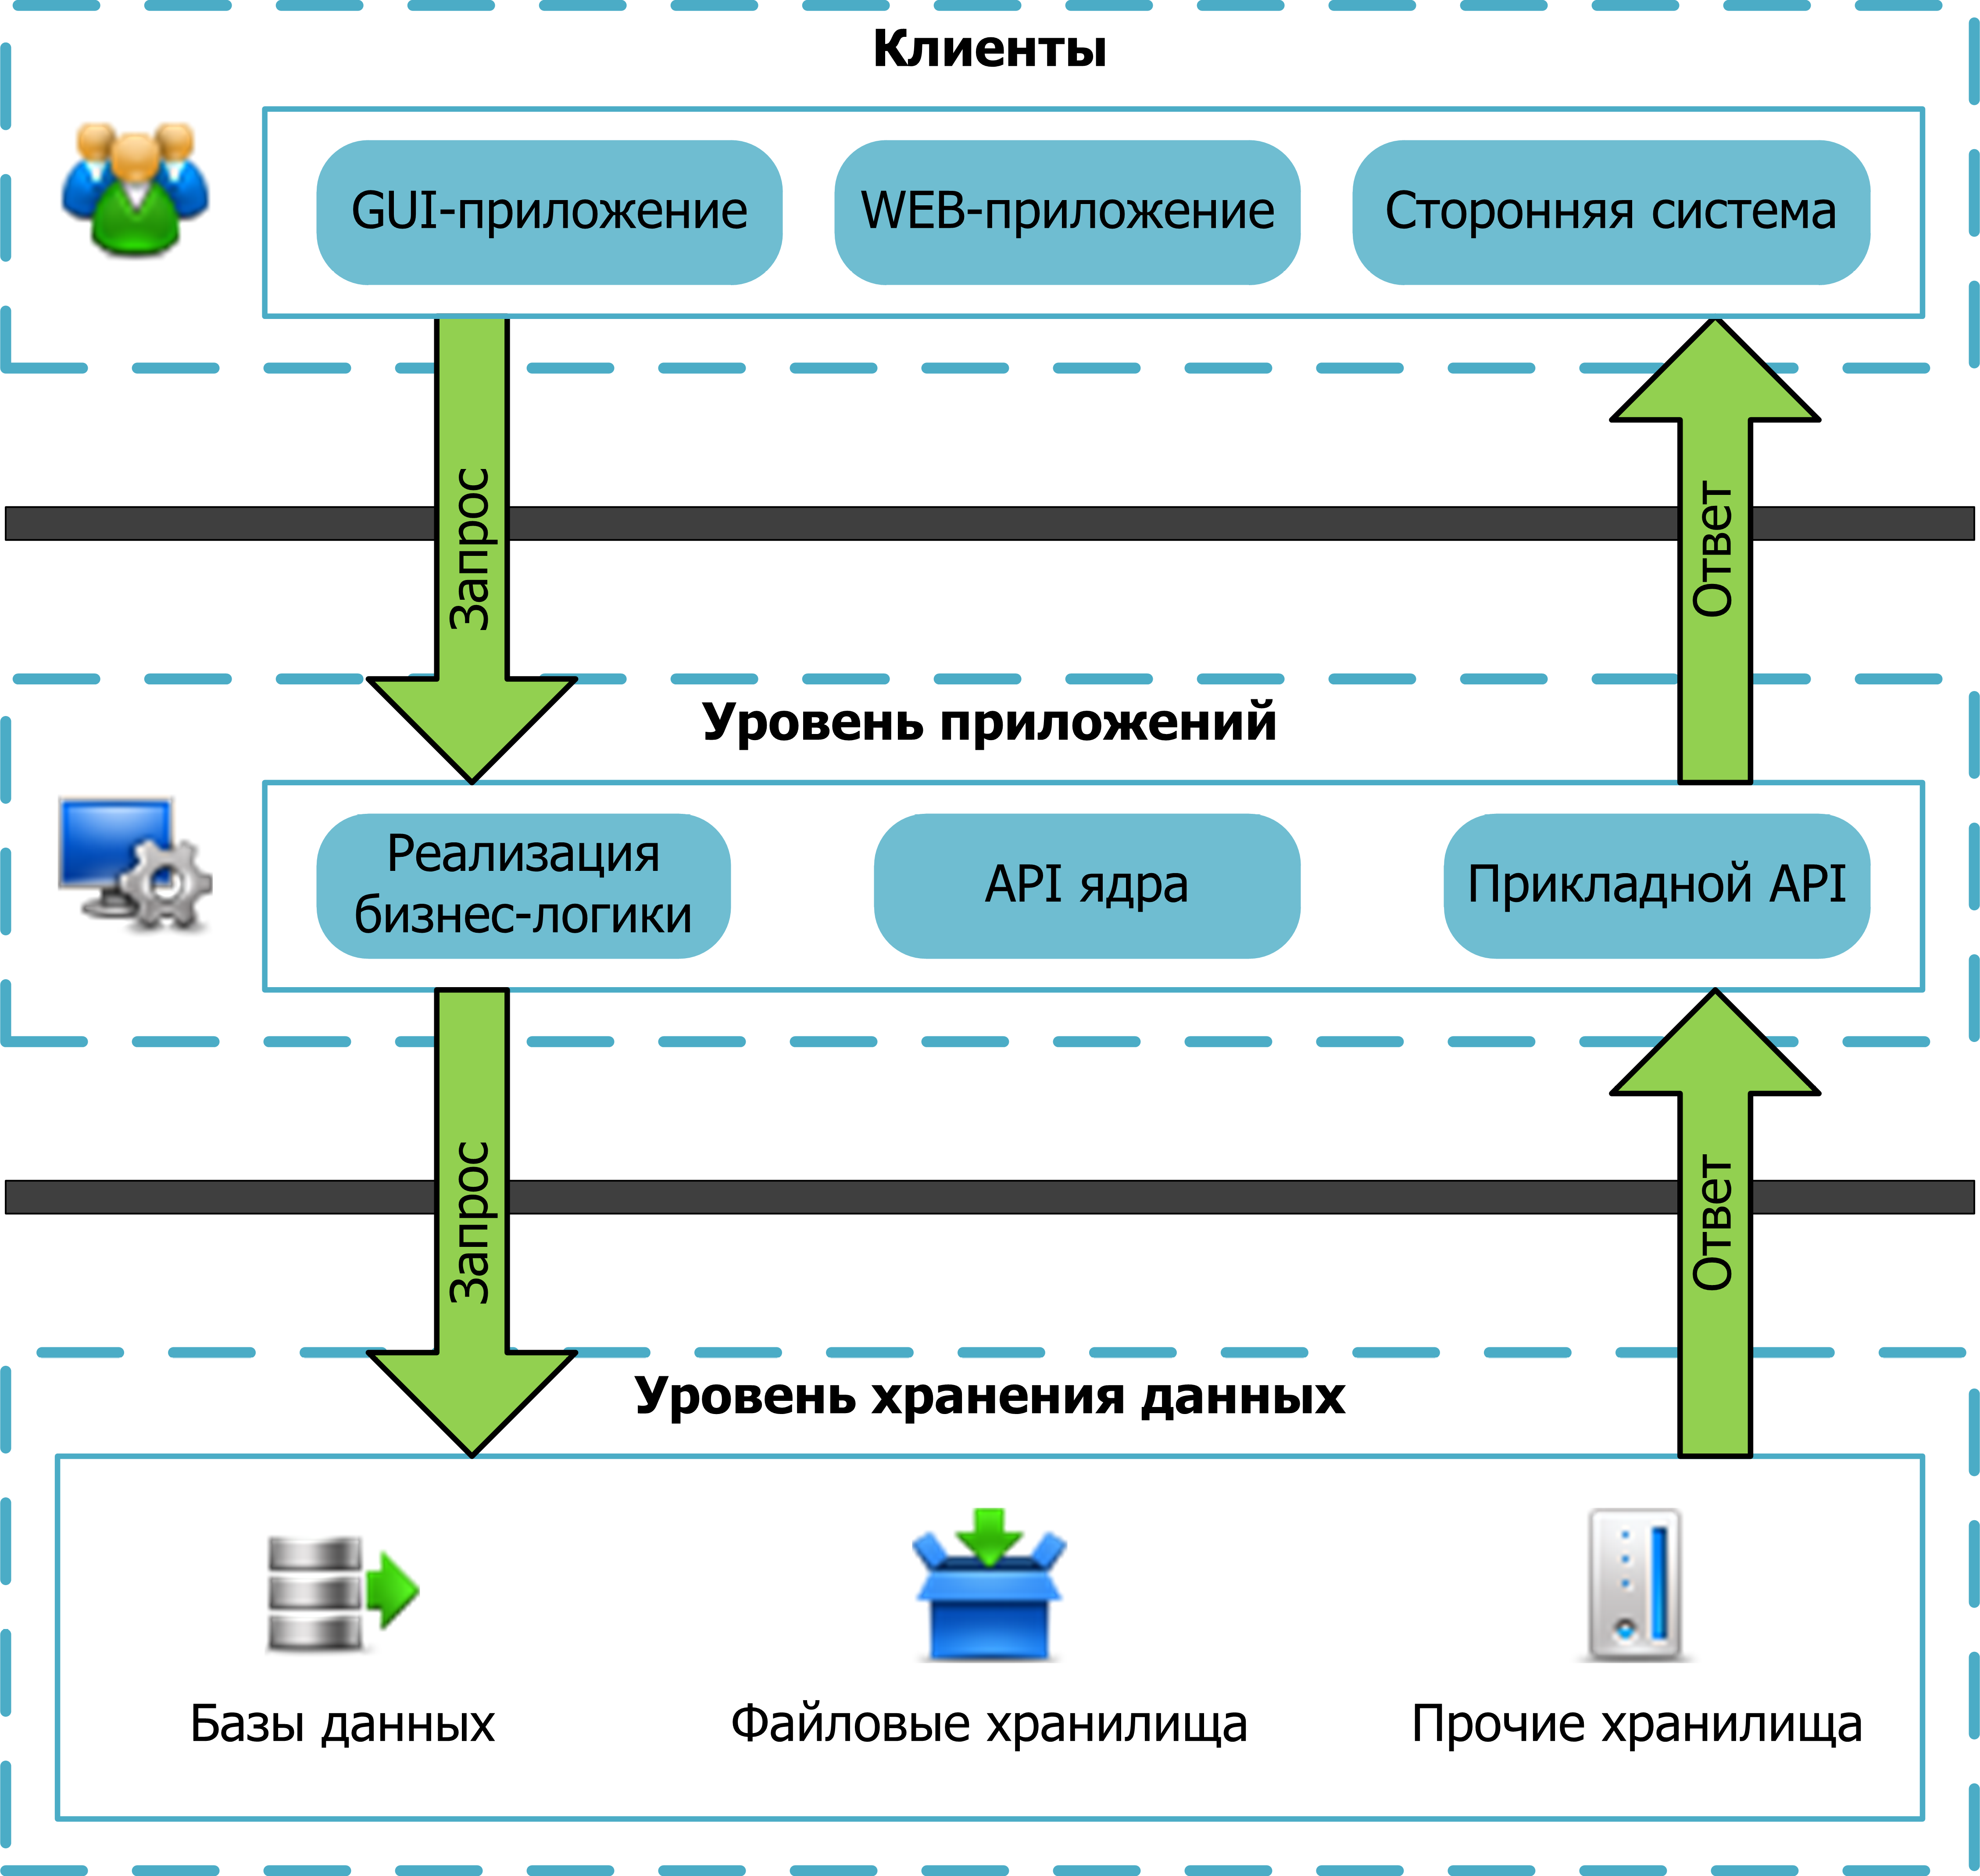 Клиенты
GUI-приложение
WEB-приложение
Сторонняя система
Запрос
Ответ
Уровень приложений
Реализация
бизнес-логики
API ядра
Прикладной API
Запрос
Ответ
Уровень хранения данных
Базы данных
Файловые хранилища
Прочие хранилища